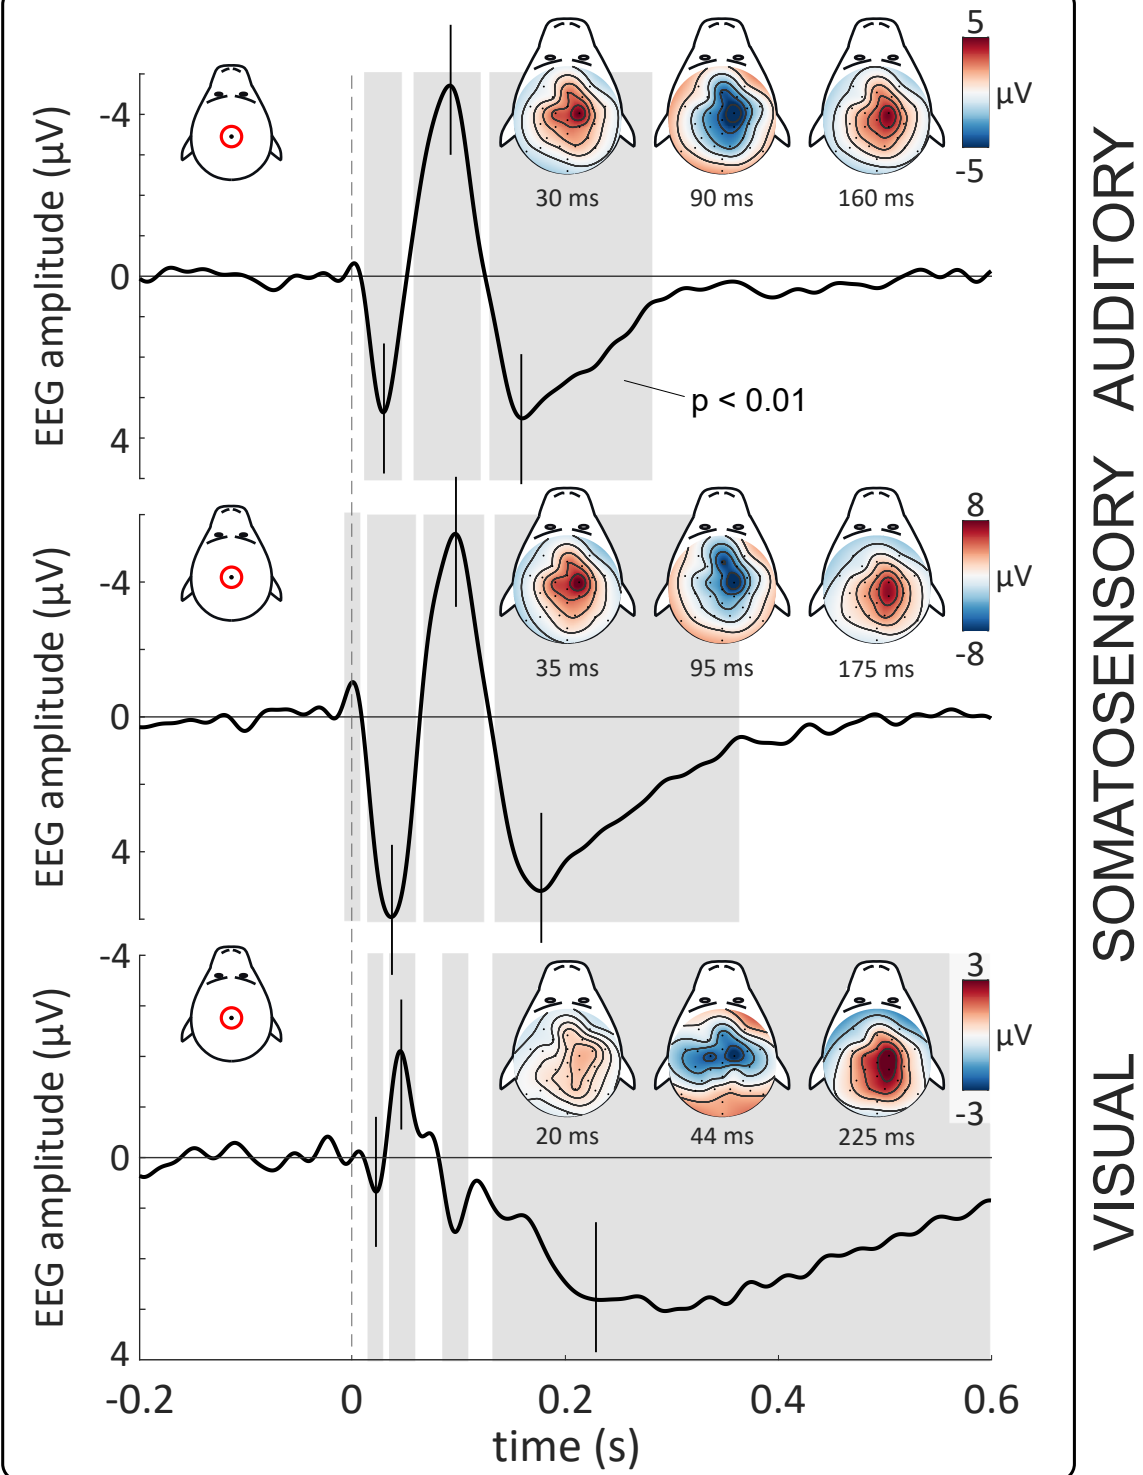 AUDITORY
EEG amplitude (µV)
-4
0
4
30 ms
90 ms
160 ms
5
µV
-5
p < 0.01
SOMATOSENSORY
EEG amplitude (µV)
-4
0
4
35 ms
95 ms
175 ms
8
µV
-8
VISUAL
EEG amplitude (µV)
-4
0
4
20 ms
44 ms
225 ms
3
µV
-3
-0.2
0
0.2
0.4
0.6
time (s)